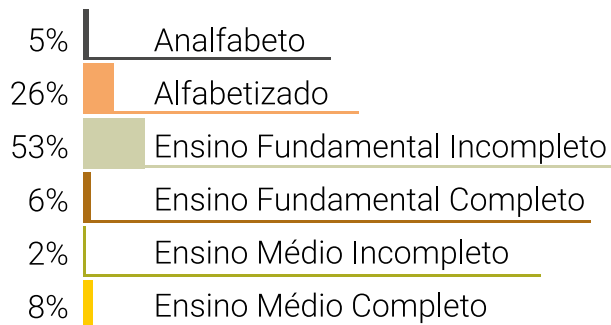 5% Analfabeto
26% Alfabetizado
53% Ensino Fundamental Incompleto
6% Ensino Fundamental Completo
2% Ensino Médio Incompleto
8% Ensino Médio Completo